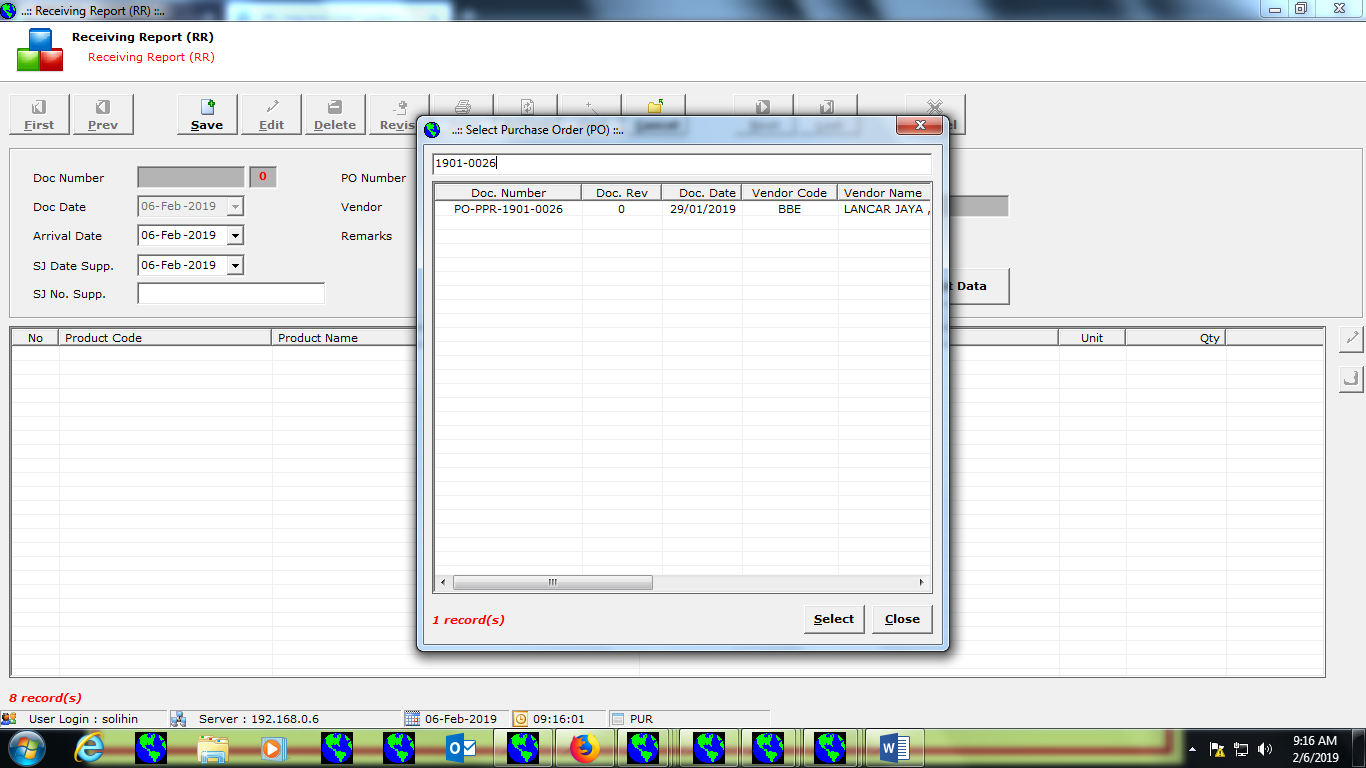 ..:: Receiving Report (RR) ::..
Receiving Report (RR)
Receiving Report (RR)
First Prev Save Edit Delete Revis
..:: Select Purchase Order (PO) ::..
1901-0026
Doc. Number Doc. Rev Doc. Date Vendor Code Vendor Name
PO-PPR-1901-0026 0 29/01/2019 BBE LANCAR JAYA ,
1 record(s) Select Close
Doc Number 0 PO Number
Doc Date 06-Feb-2019 Vendor
Arrival Date 06-Feb-2019 Remarks
SJ Date Supp. 06-Feb-2019
SJ No. Supp. t Data
No Product Code Product Name Unit Qty
8 record(s)
User Login : solihin Server : 192.168.0.6 06-Feb-2019 09:16:01 PUR
9:16 AM
2/6/2019